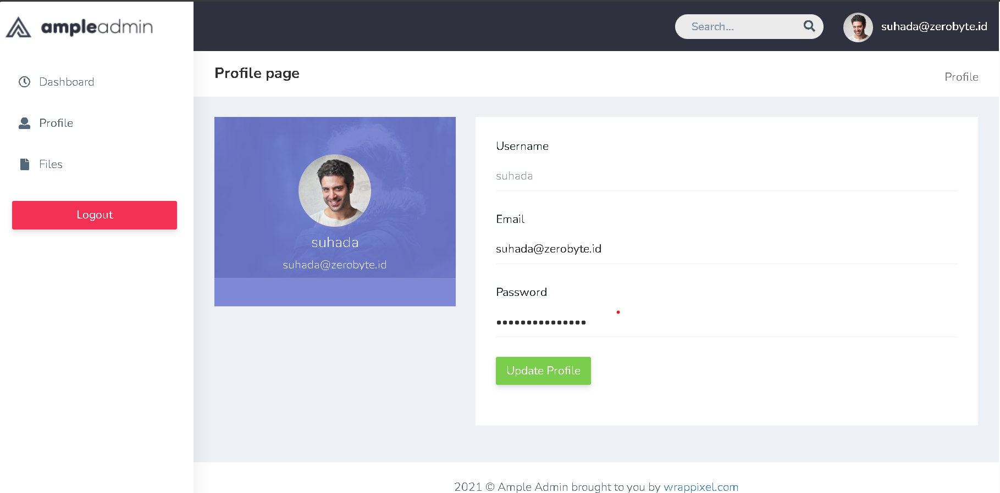 ampleadmin
Search...
suhada@zerobyte.id
Dashboard
Profile
Files
Logout
Profile page
Profile
suhada
suhada@zerobyte.id
Username
suhada
Email
suhada@zerobyte.id
Password
•••••••••••••••
Update Profile
2021 © Ample Admin brought to you by wrappixel.com